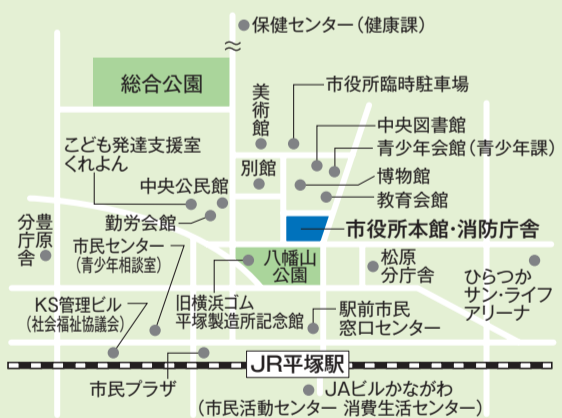 保健センター(健康課)
総合公園
美術館
市役所臨時駐車場
中央図書館
青少年会館(青少年課)
こども発達支援室
くれよん
別館
博物館
中央公民館
教育会館
勤労会館
市役所本館・消防庁舎
豊原
分庁舎
市民センター
(青少年相談室)
八幡山
公園
松原
分庁舎
ひらつか
サン・ライフ
アリーナ
KS管理ビル
(社会福祉協議会)
旧横浜ゴム
平塚製造所記念館
駅前市民
窓口センター
JR平塚駅
市民プラザ
JAビルかながわ
(市民活動センター 消費生活センター)